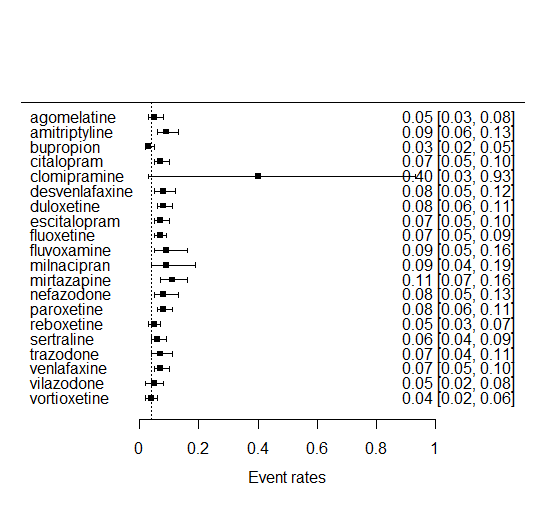 agomelatine 0.05 [0.03, 0.08]
amitriptyline 0.09 [0.06, 0.13]
bupropion 0.03 [0.02, 0.05]
citalopram 0.07 [0.05, 0.10]
clomipramine 0.40 [0.03, 0.93]
desvenlafaxine 0.08 [0.05, 0.12]
duloxetine 0.08 [0.06, 0.11]
escitalopram 0.07 [0.05, 0.10]
fluoxetine 0.07 [0.05, 0.09]
fluvoxamine 0.09 [0.05, 0.16]
milnacipran 0.09 [0.04, 0.19]
mirtazapine 0.11 [0.07, 0.16]
nefazodone 0.08 [0.05, 0.13]
paroxetine 0.08 [0.06, 0.11]
reboxetine 0.05 [0.03, 0.07]
sertraline 0.06 [0.04, 0.09]
trazodone 0.07 [0.04, 0.11]
venlafaxine 0.07 [0.05, 0.10]
vilazodone 0.05 [0.02, 0.08]
vortioxetine 0.04 [0.02, 0.06]
0 0.2 0.4 0.6 0.8 1
Event rates